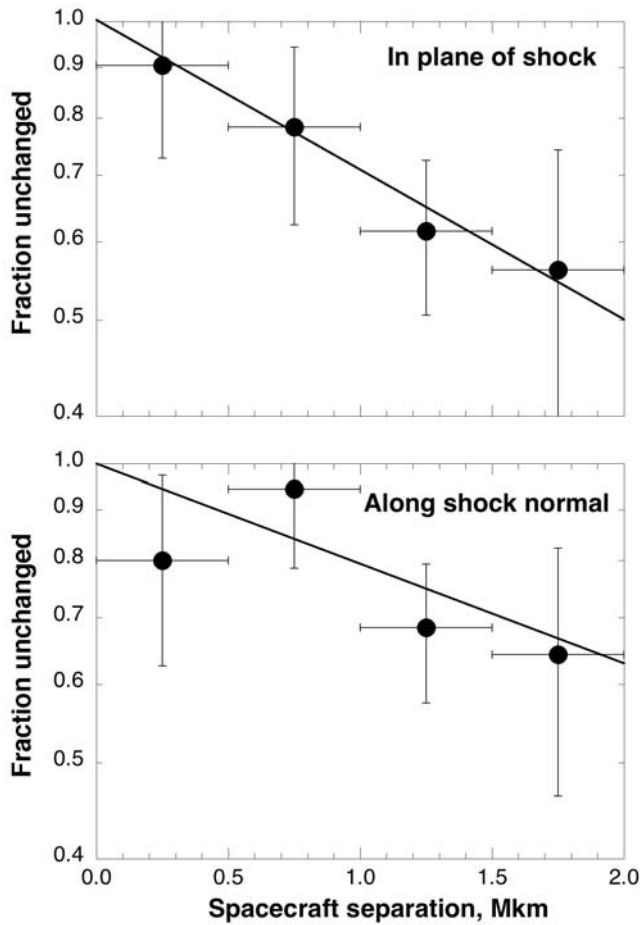 1.0
In plane of shock
0.9
0.8
0.7
0.6
0.5
0.4
Fraction unchanged
1.0
Along shock normal
0.9
0.8
0.7
0.6
0.5
0.4
Fraction unchanged
0.0 0.5 1.0 1.5 2.0
Spacecraft separation, Mkm